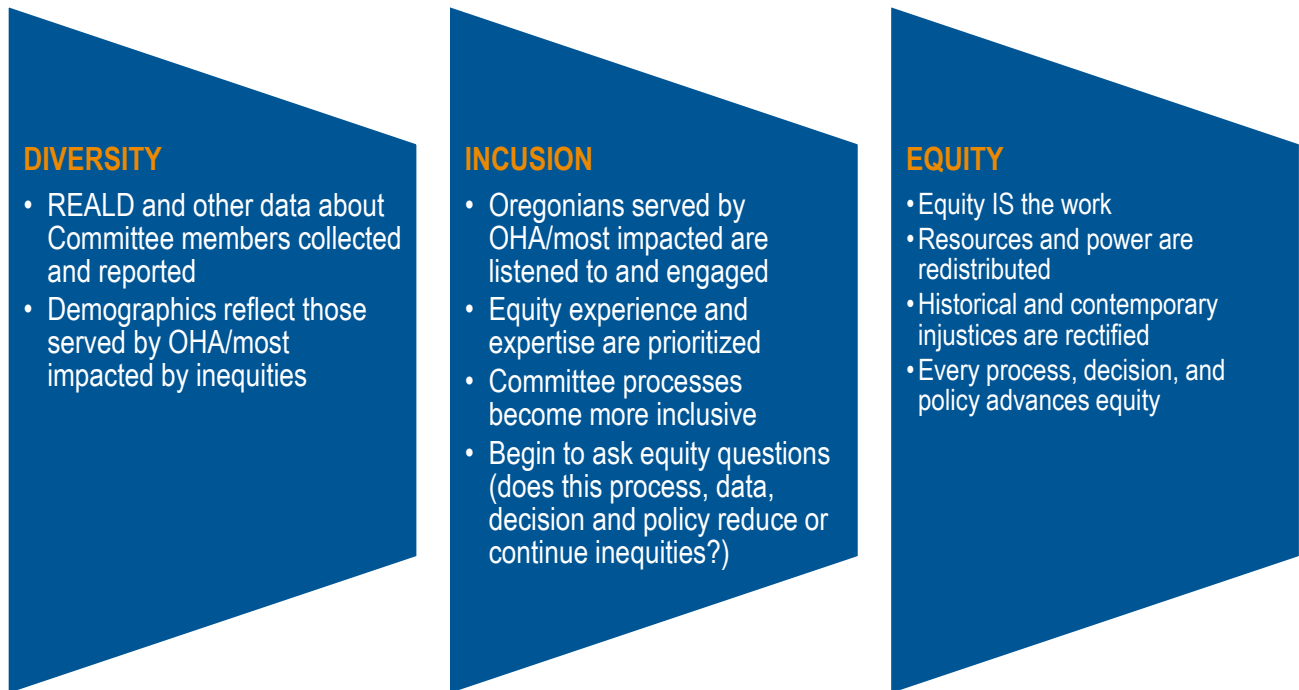 DIVERSITY
• REALD and other data about
Committee members collected
and reported
• Demographics reflect those
served by OHA/most
impacted by inequities
INCUSION
• Oregonians served by
OHA/most impacted are
listened to and engaged
• Equity experience and
expertise are prioritized
• Committee processes
become more inclusive
• Begin to ask equity questions
(does this process, data,
decision and policy reduce or
continue inequities?)
EQUITY
• Equity IS the work
• Resources and power are
redistributed
• Historical and contemporary
injustices are rectified
• Every process, decision, and
policy advances equity